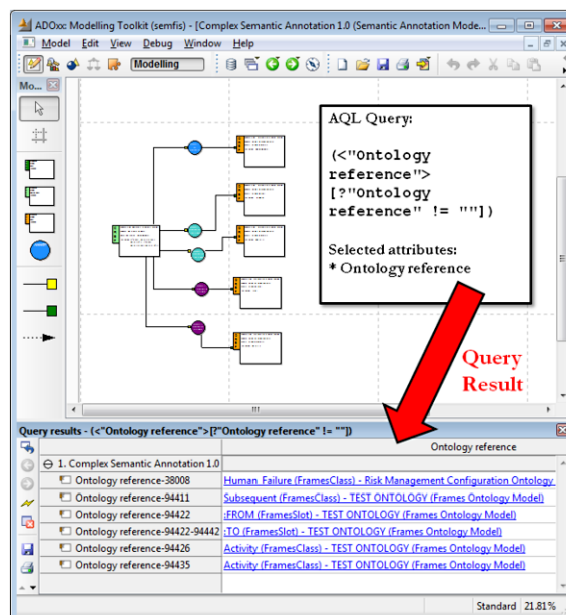 ADOxx Modelling Toolkit (semfis) - [Complex Semantic Annotation 1.0 (Semantic Annotation Mode...
Model Edit View Debug Window Help
Modelling
Mo...
AQL Query:
(<"Ontology
reference">
[?"Ontology
reference" != ""])
Selected attributes:
* Ontology reference
Query
Result
Query results - (<"Ontology reference">[?"Ontology reference" != ""])
Ontology reference
1. Complex Semantic Annotation 1.0
Ontology reference-38008 Human_Failure (FramesClass) - Risk Management Configuration Ontology
Ontology reference-94411 Subsequent (FramesClass) - TEST ONTOLOGY (Frames Ontology Model)
Ontology reference-94422 :FROM (FramesSlot) - TEST ONTOLOGY (Frames Ontology Model)
Ontology reference-94422-94442 :TO (FramesSlot) - TEST ONTOLOGY (Frames Ontology Model)
Ontology reference-94426 Activity (FramesClass) - TEST ONTOLOGY (Frames Ontology Model)
Ontology reference-94435 Activity (FramesClass) - TEST ONTOLOGY (Frames Ontology Model)
Standard 21.81%